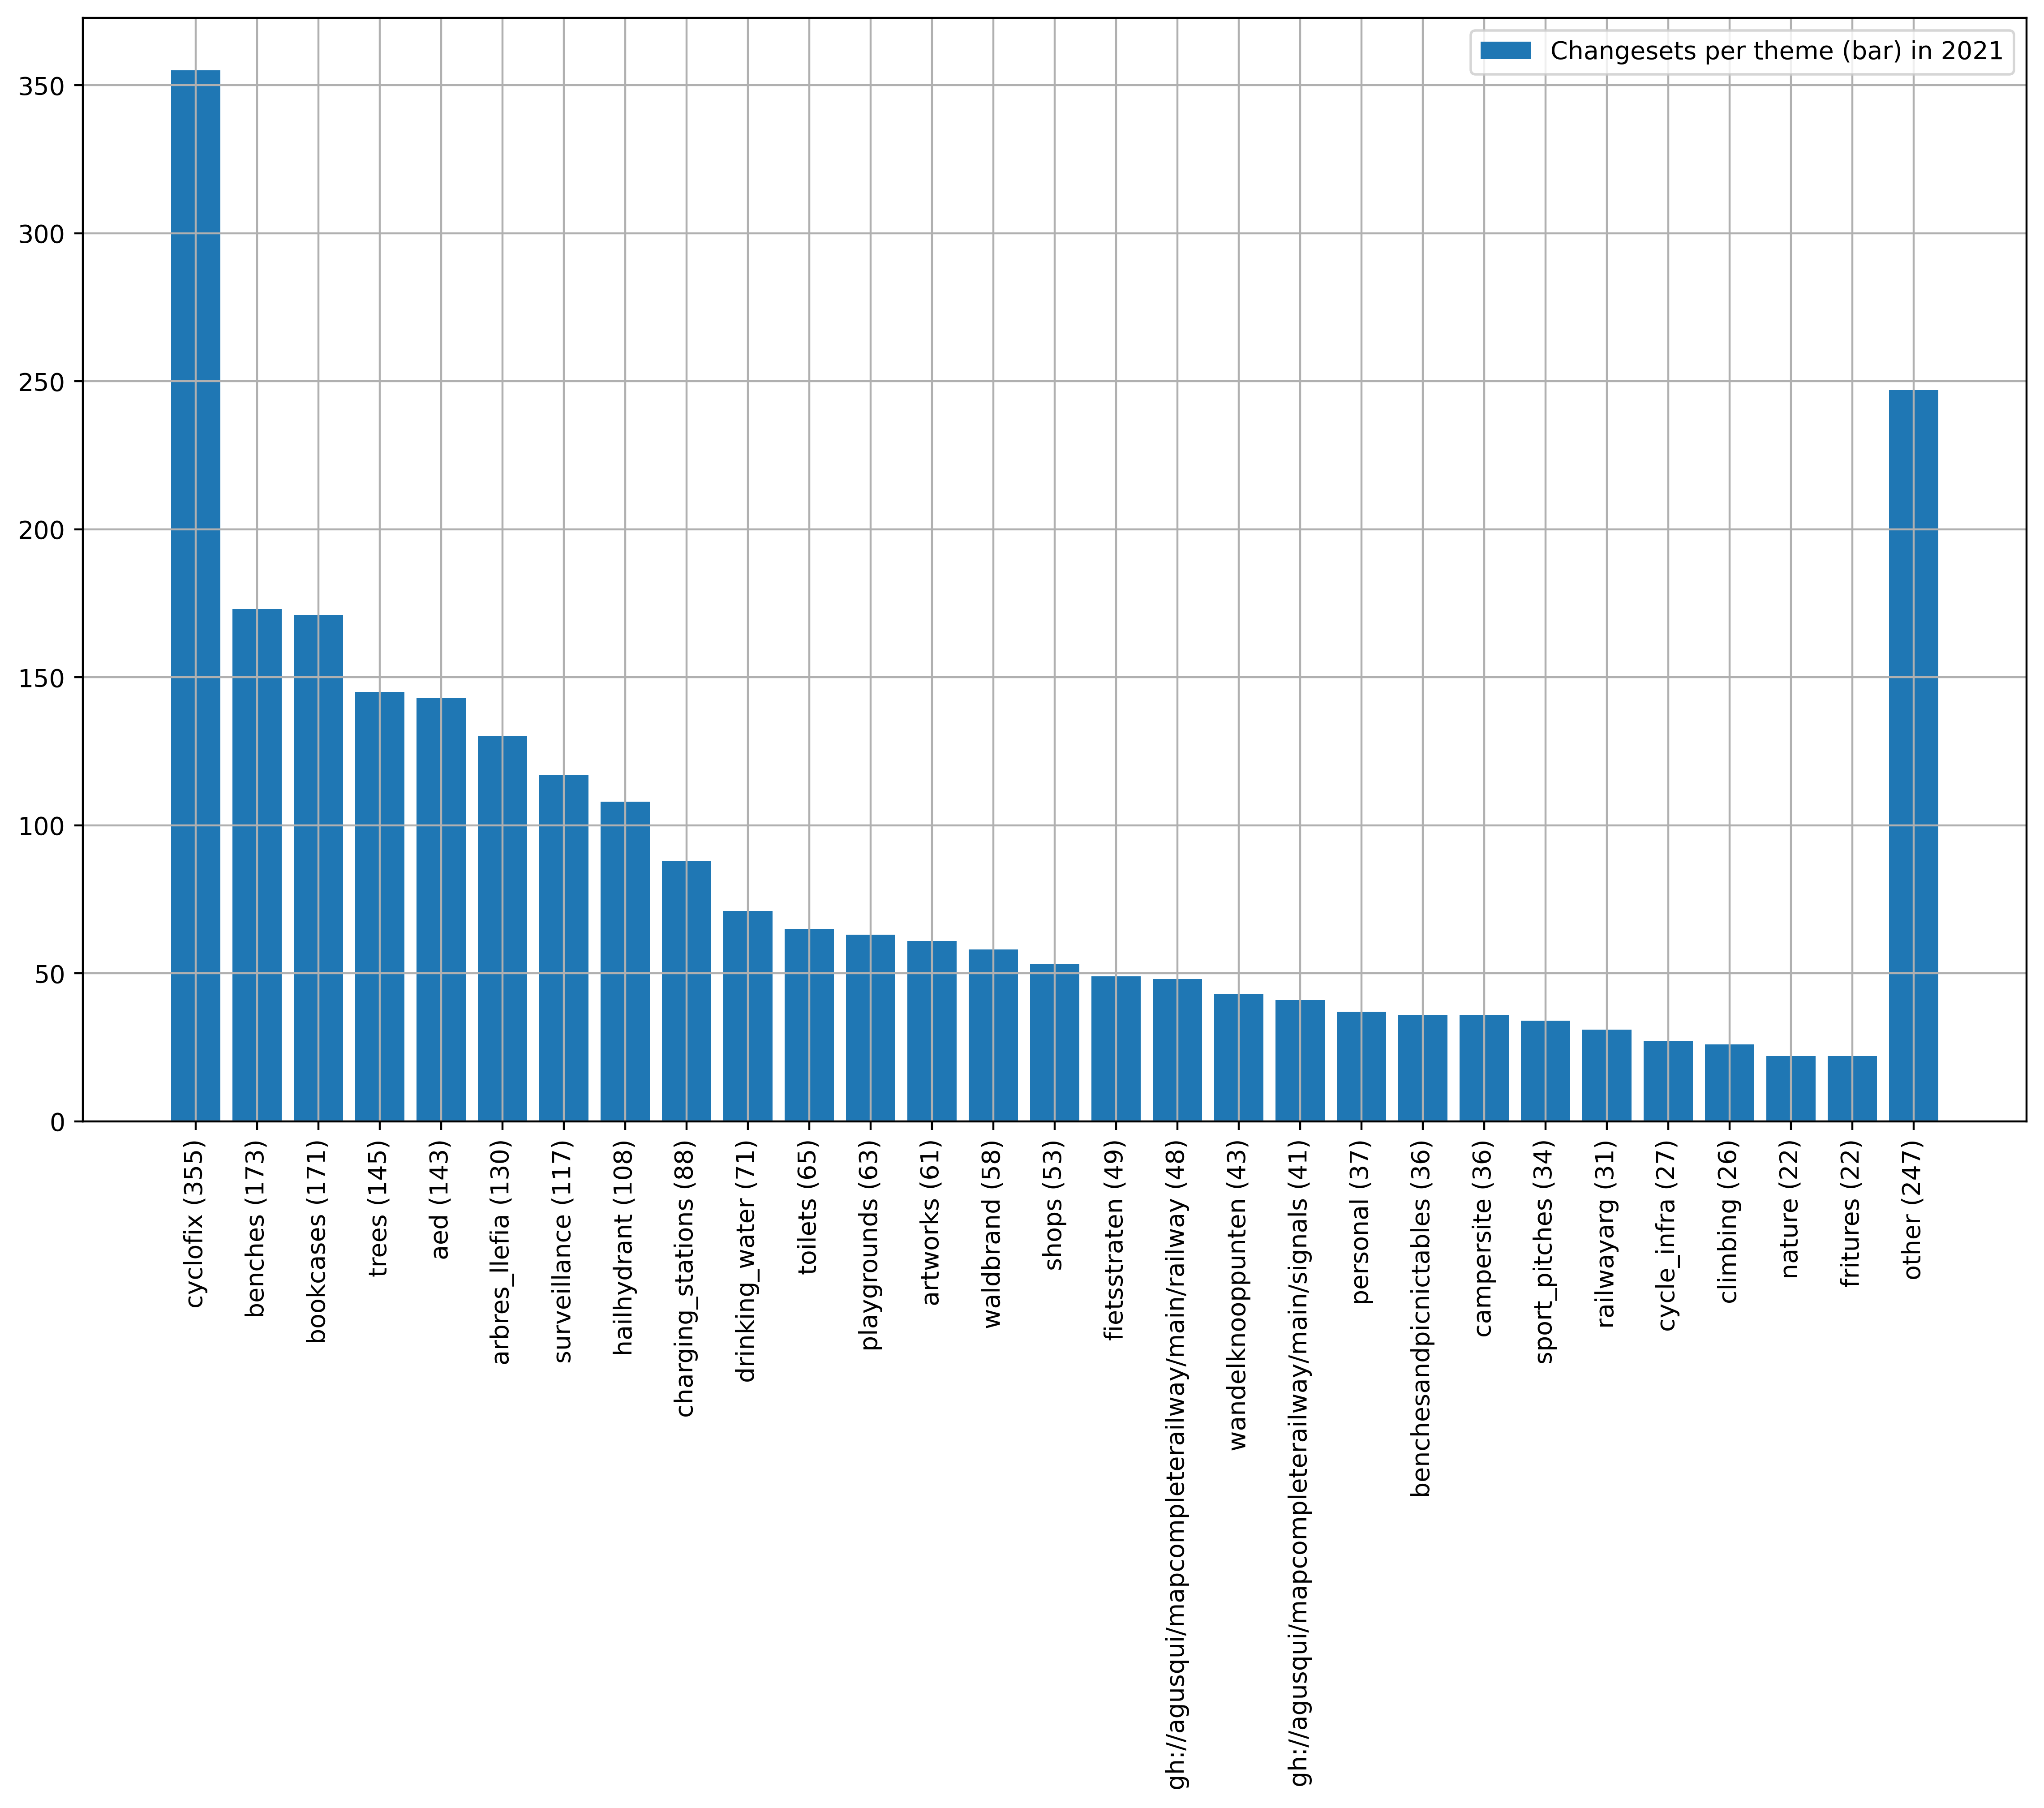 Changesets per theme (bar) in 2021
350
300
250
200
150
100
50
0
cyclofix (355)
benches (173)
bookcases (171)
trees (145)
aed (143)
arbres_llefia (130)
surveillance (117)
hailhydrant (108)
charging_stations (88)
drinking_water (71)
toilets (65)
playgrounds (63)
artworks (61)
waldbrand (58)
shops (53)
fietsstraten (49)
gh://agusqui/mapcompleterailway/main/railway (48)
wandelknooppunten (43)
gh://agusqui/mapcompleterailway/main/signals (41)
personal (37)
benchesandpicnictables (36)
campersite (36)
sport_pitches (34)
railwayarg (31)
cycle_infra (27)
climbing (26)
nature (22)
fritures (22)
other (247)